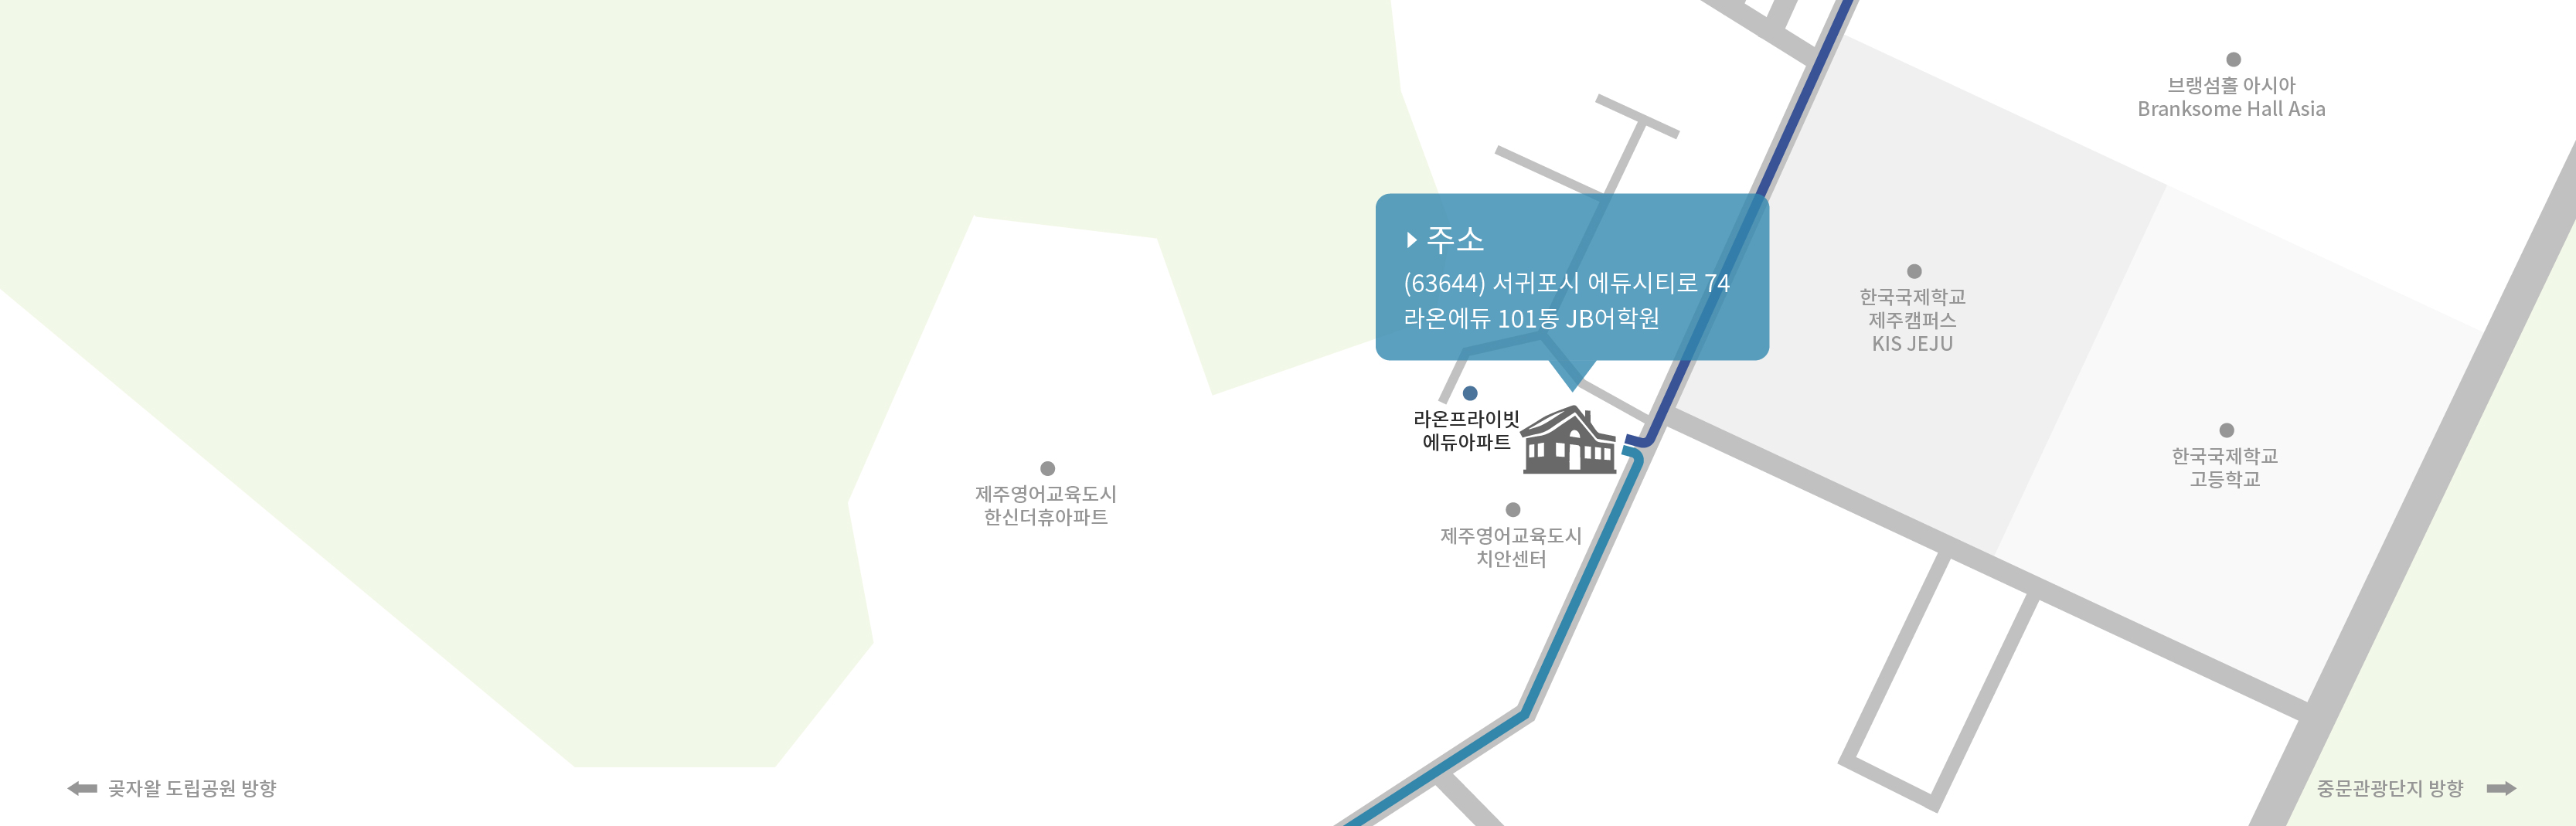 브랭섬홀 아시아
Branksome Hall Asia
주소
(63644) 서귀포시 에듀시티로 74
라온에듀 101동 JB어학원
한국국제학교
제주캠퍼스
KIS JEJU
라온프라이빗
에듀아파트
한국국제학교
고등학교
제주영어교육도시
한신더휴아파트
제주영어교육도시
치안센터
곶자왈 도립공원 방향
중문관광단지 방향